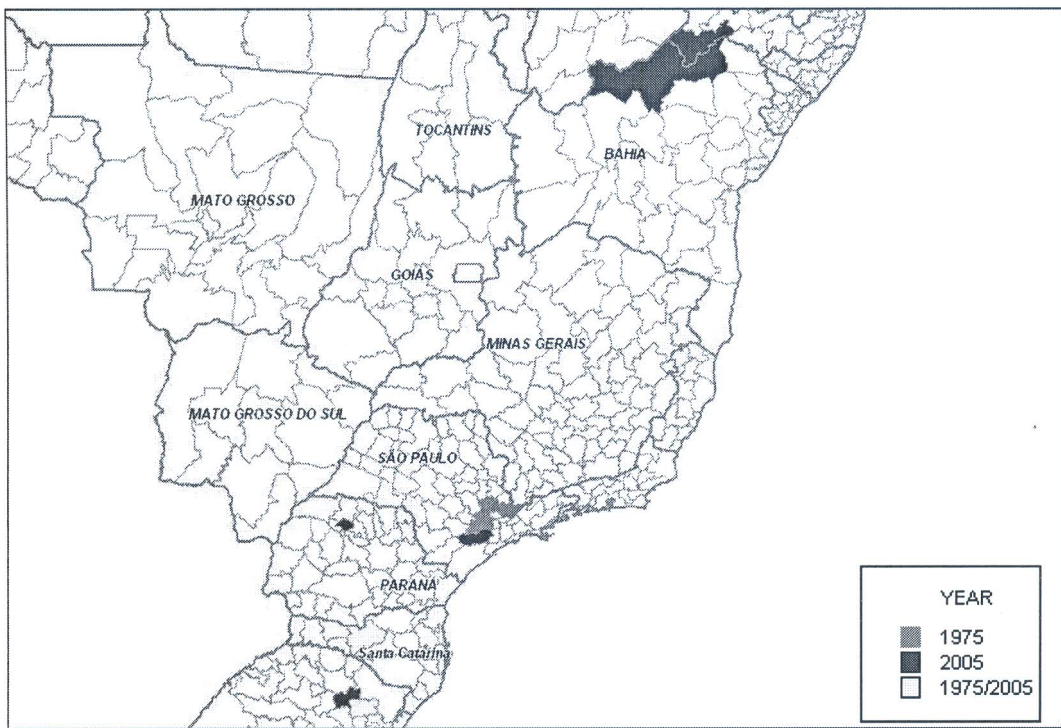 TOCANTINS
BAHIA
MATO GROSSO
GOIÁS
MINAS GERAIS
MATO GROSSO DO SUL
SÃO PAULO
PARANÁ
Santa Catarina
YEAR
1975
2005
1975/2005